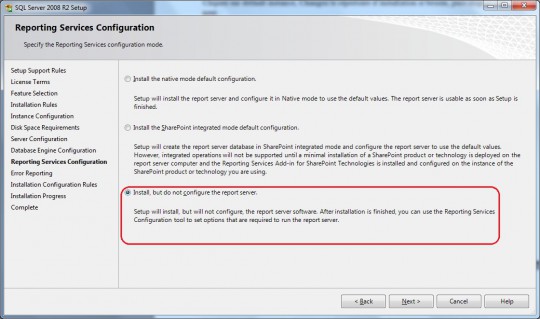 SQL Server 2008 R2 Setup
Reporting Services Configuration
Specify the Reporting Services configuration mode.
Setup Support Rules
License Terms
Feature Selection
Installation Rules
Instance Configuration
Disk Space Requirements
Server Configuration
Database Engine Configuration
Reporting Services Configuration
Error Reporting
Installation Configuration Rules
Installation Progress
Complete
Install the native mode default configuration.
Setup will install the report server and configure it in Native mode to use the default values. The report server is usable as soon as Setup is
finished.
Install the SharePoint integrated mode default configuration.
Setup will create the report server database in SharePoint integrated mode and configure the report server to use the default values.
However, integrated operations will not be supported until a minimal installation of a SharePoint product or technology is deployed on the
report server computer and the Reporting Services Add-in for SharePoint Technologies is installed and configured on the instance of the
SharePoint product or technology you are using.
Install, but do not configure the report server.
Setup will install, but will not configure, the report server software. After installation is finished, you can use the Reporting Services
Configuration tool to set options that are required to run the report server.
< Back
Next >
Cancel
Help